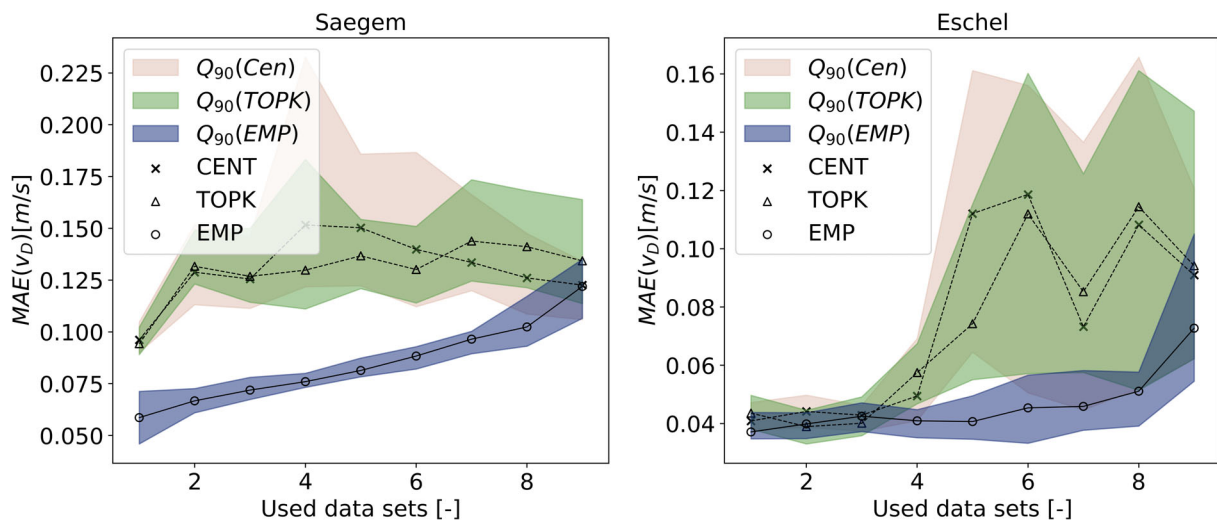 Saegem
MAE(v_D)[m/s]
0.225
0.200
0.175
0.150
0.125
0.100
0.075
0.050
Q_90(Cen)
Q_90(TOPK)
Q_90(EMP)
CENT
TOPK
EMP
2 4 6 8
Used data sets [-]
Eschel
MAE(v_D)[m/s]
0.16
0.14
0.12
0.10
0.08
0.06
0.04
Q_90(Cen)
Q_90(TOPK)
Q_90(EMP)
CENT
TOPK
EMP
2 4 6 8
Used data sets [-]